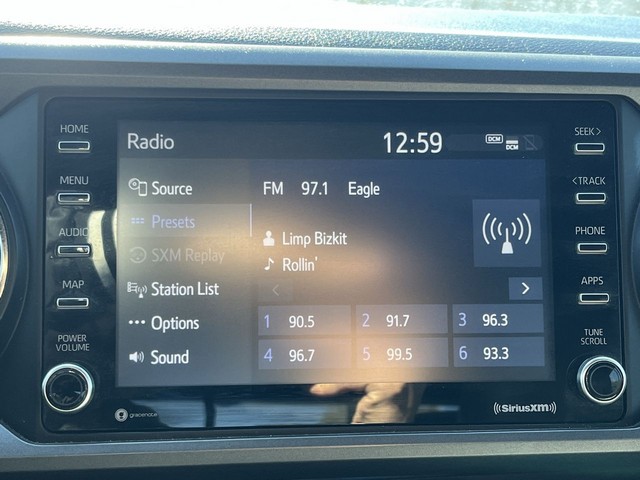 HOME
MENU
AUDIO
MAP
POWER
VOLUME
Radio
12:59
DCM
DCM
Source
Presets
SXM Replay
Station List
Options
Sound
FM 97.1 Eagle
Limp Bizkit
Rollin'
1 90.5 2 91.7 3 96.3
4 96.7 5 99.5 6 93.3
SEEK >
< TRACK
PHONE
APPS
TUNE
SCROLL
gracenote
((SiriusXM))